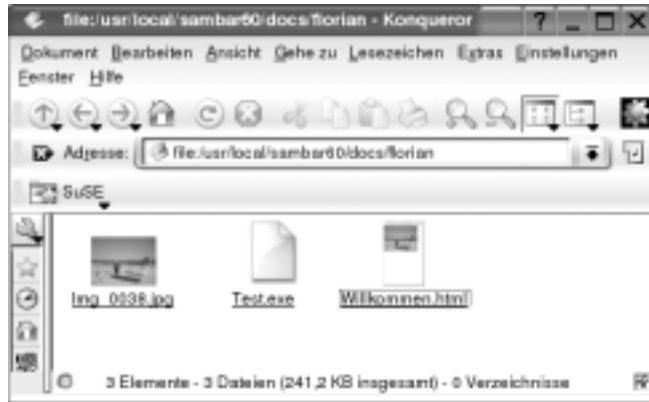 file:/usr/local/sambar60/docs/florian - Konqueror
Dokument Bearbeiten Ansicht Gehe zu Lesezeichen Extras Einstellungen
Fenster Hilfe
Adresse: file:/usr/local/sambar60/docs/florian
SuSE
Img_0038.jpg Test.exe Willkommen.html
3 Elemente - 3 Dateien (241,2 KB insgesamt) - 0 Verzeichnisse